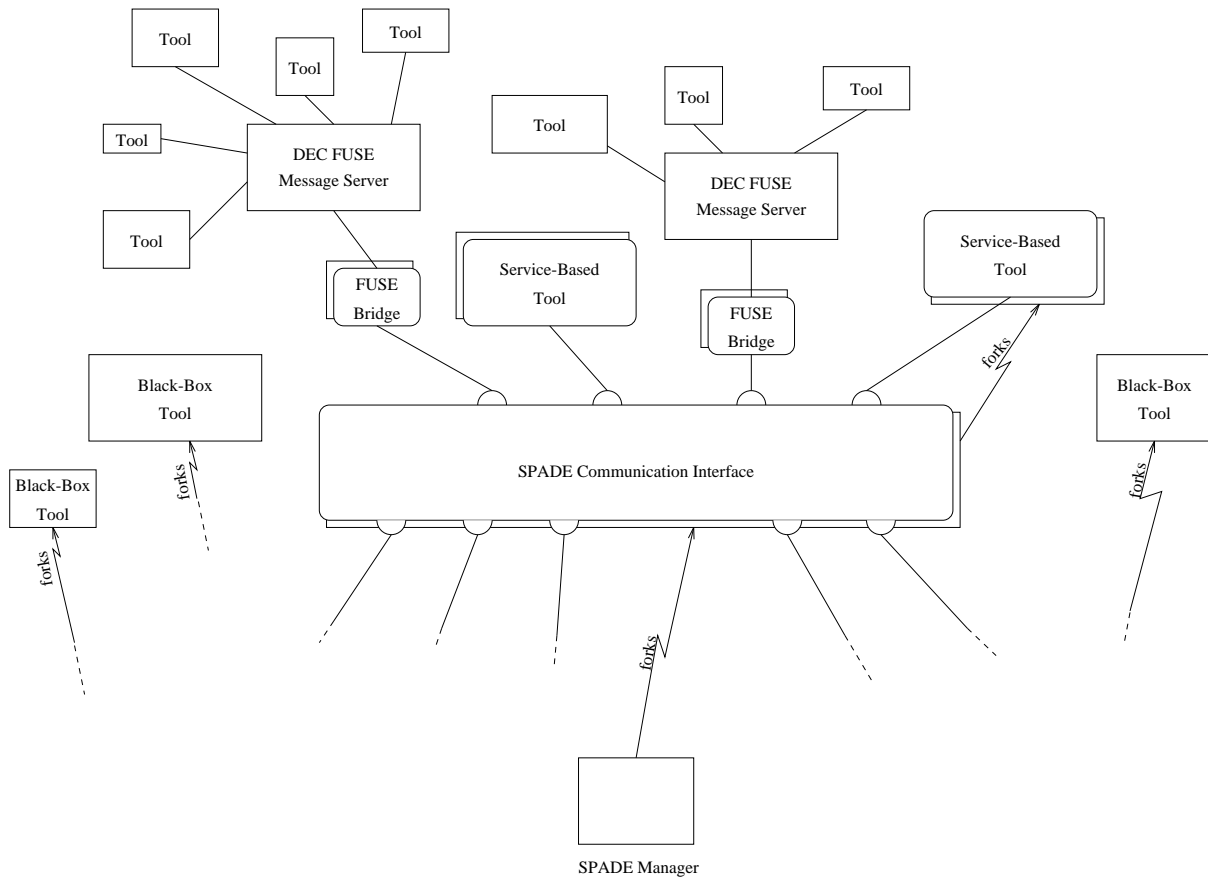 Tool
Tool
Tool
Tool
Tool
DEC FUSE
Message Server
Tool
Tool
Tool
DEC FUSE
Message Server
FUSE
Bridge
Service-Based
Tool
FUSE
Bridge
Service-Based
Tool
forks
Black-Box
Tool
forks
Black-Box
Tool
forks
Black-Box
Tool
forks
SPADE Communication Interface
forks
SPADE Manager